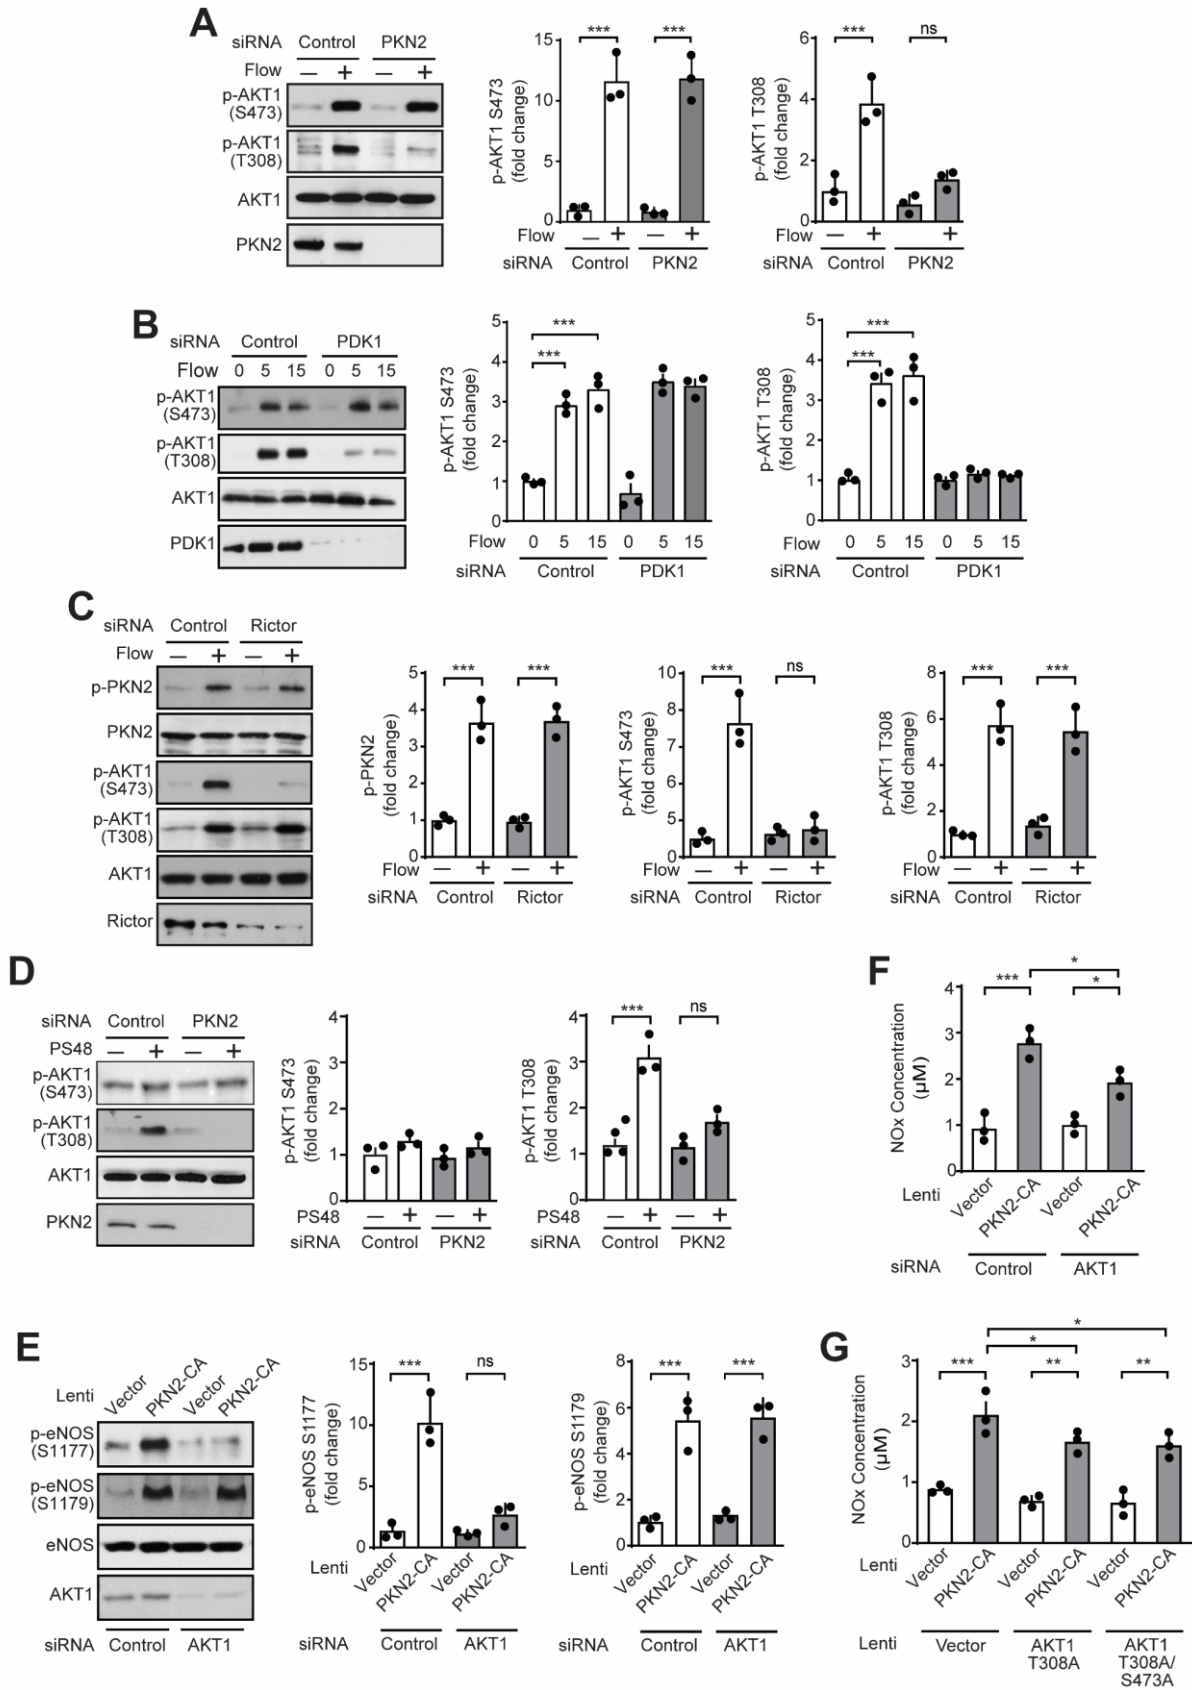 A
siRNA Control PKN2
Flow — + — +
p-AKT1
(S473)
p-AKT1
(T308)
AKT1
PKN2
p-AKT1 S473
(fold change)
15
10
5
0
*** ***
Flow — + — +
siRNA Control PKN2
p-AKT1 T308
(fold change)
6
4
2
0
*** ns
Flow — + — +
siRNA Control PKN2
B
siRNA Control PDK1
Flow 0 5 15 0 5 15
p-AKT1
(S473)
p-AKT1
(T308)
AKT1
PDK1
p-AKT1 S473
(fold change)
5
4
3
2
1
0
***
***
Flow 0 5 15 0 5 15
siRNA Control PDK1
p-AKT1 T308
(fold change)
5
4
3
2
1
0
***
***
Flow 0 5 15 0 5 15
siRNA Control PDK1
C
siRNA Control Rictor
Flow — + — +
p-PKN2
PKN2
p-AKT1
(S473)
p-AKT1
(T308)
AKT1
Rictor
p-PKN2
(fold change)
5
4
3
2
1
0
*** ***
Flow — + — +
siRNA Control Rictor
p-AKT1 S473
(fold change)
10
7
5
5
2
0
*** ns
Flow — + — +
siRNA Control Rictor
p-AKT1 T308
(fold change)
8
6
4
2
0
*** ***
Flow — + — +
siRNA Control Rictor
D
siRNA Control PKN2
PS48 — + — +
p-AKT1
(S473)
p-AKT1
(T308)
AKT1
PKN2
p-AKT1 S473
(fold change)
4
3
2
1
0
PS48 — + — +
siRNA Control PKN2
p-AKT1 T308
(fold change)
4
3
2
1
0
*** ns
PS48 — + — +
siRNA Control PKN2
F
NOx Concentration
(µM)
4
3
2
1
0
*
*** *
Lenti Vector PKN2-CA Vector PKN2-CA
siRNA Control AKT1
E
Lenti Vector PKN2-CA Vector PKN2-CA
p-eNOS
(S1177)
p-eNOS
(S1179)
eNOS
AKT1
siRNA Control AKT1
p-eNOS S1177
(fold change)
15
10
5
0
*** ns
Lenti Vector PKN2-CA Vector PKN2-CA
siRNA Control AKT1
p-eNOS S1179
(fold change)
8
6
4
2
0
*** ***
Lenti Vector PKN2-CA Vector PKN2-CA
siRNA Control AKT1
G
NOx Concentration
(µM)
3
2
1
0
*
*
*** ** **
Lenti Vector PKN2-CA Vector PKN2-CA Vector PKN2-CA
Lenti Vector AKT1 AKT1
T308A T308A/
S473A